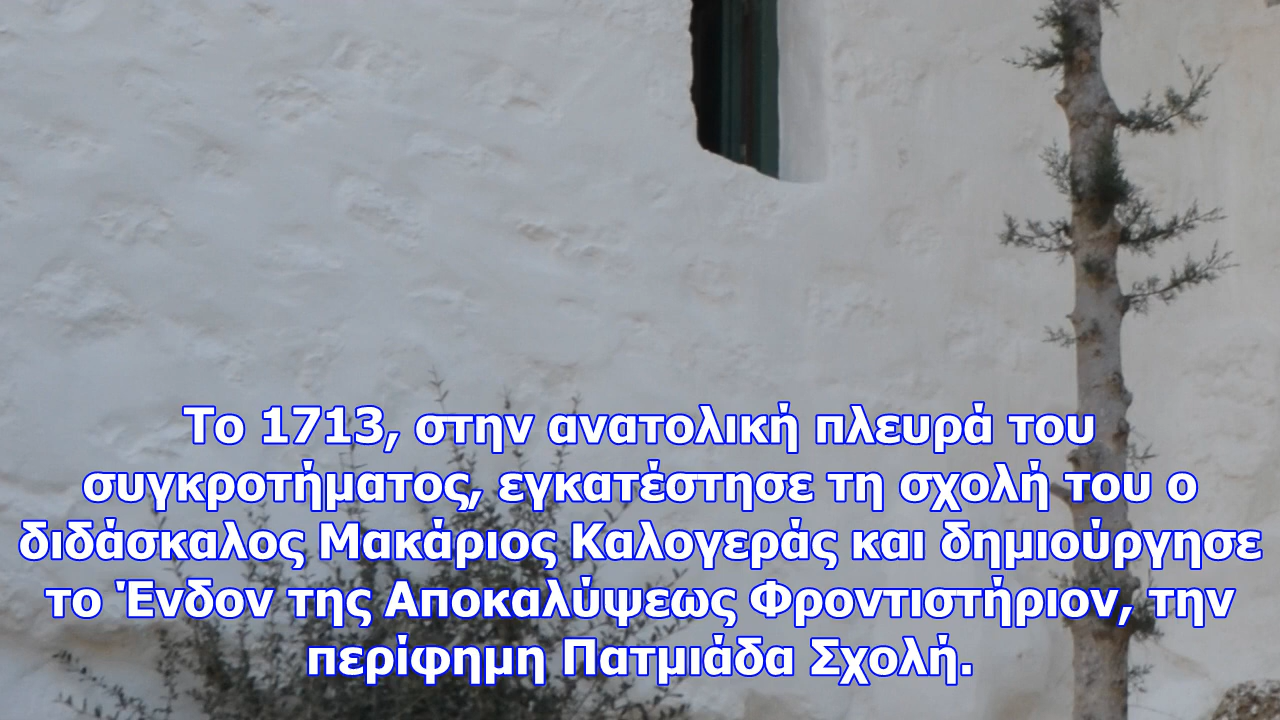 Το 1713, στην ανατολική πλευρά του
συγκροτήματος, εγκατέστησε τη σχολή του ο
διδάσκαλος Μακάριος Καλογεράς και δημιούργησε
το Ένδον της Αποκαλύψεως Φροντιστήριον, την
περίφημη Πατμιάδα Σχολή.